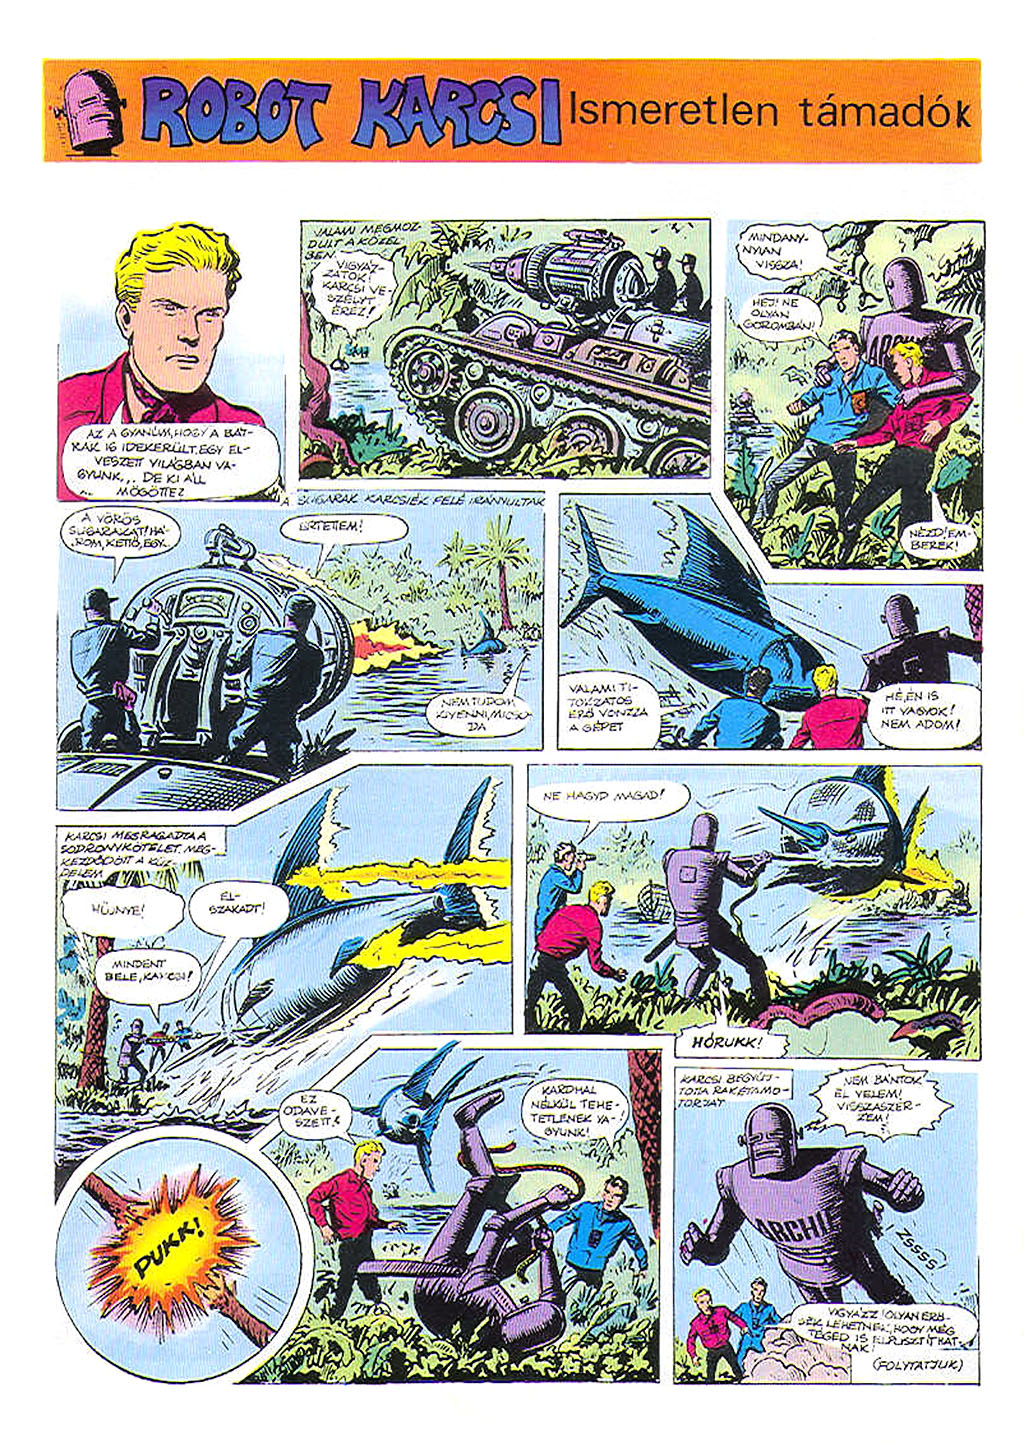 ROBOT KARCSI
Ismeretlen támadók
AZ A GYANÚM, HOGY A BÁT-
RAK IS IDEKERÜLT. EGY EL-
VESZETT VILÁGBAN VA-
GYUNK... DE KI ÁLL
MÖGÖTTE?
VALAMI MEGMOZ-
DULT A KÖZEL-
BEN.
VIGYÁZ-
ZATOK!
KARCSI VE-
SZÉLYT
ÉREZ!
MINDANY-
NYIAN
VISSZA!
HÉJ! NE
OLYAN
GOROMBÁN!
ARCHI
NÉZD! EM-
BEREK!
A SUGARAK KARCSIÉK FELÉ IRÁNYULTAK
A VÖRÖS
SUGARAKAT! HÁ-
ROM, KETTŐ, EGY.
ÉRTETTEM!
NEM TUDOM
KIVENNI, MICSO-
DA
VALAMI TI-
TOKZATOS
ERŐ VONZZA
A GÉPET
HÉ, ÉN IS
ITT VAGYOK!
NEM ADOM!
KARCSI MEGRAGADTA A
SODRONYKÖTELET. MEG-
KEZDŐDÖTT A KÜZ-
DELEM
HŰJNYE!
EL-
SZAKADT!
MINDENT
BELE, KARCSI!
NE HAGYD MAGAD!
HÓRUKK!
PUKK!
EZ
ODAVE-
SZETT!
KARDHAL
NÉLKÜL TEHE-
TETLENEK VA-
GYUNK!
KARCSI BEGYÚJ-
TOTTA RAKÉTAMO-
TORJÁT
NEM BÁNTOK
EL VELEM!
VISSZASZER-
ZEM!
ARCHI
ZSSSS
VIGYÁZZ! OLYAN ERŐ-
SEK LEHETNEK, HOGY MÉG
TÉGED IS ELPUSZTÍTHAT-
NAK!
(FOLYTATJUK)